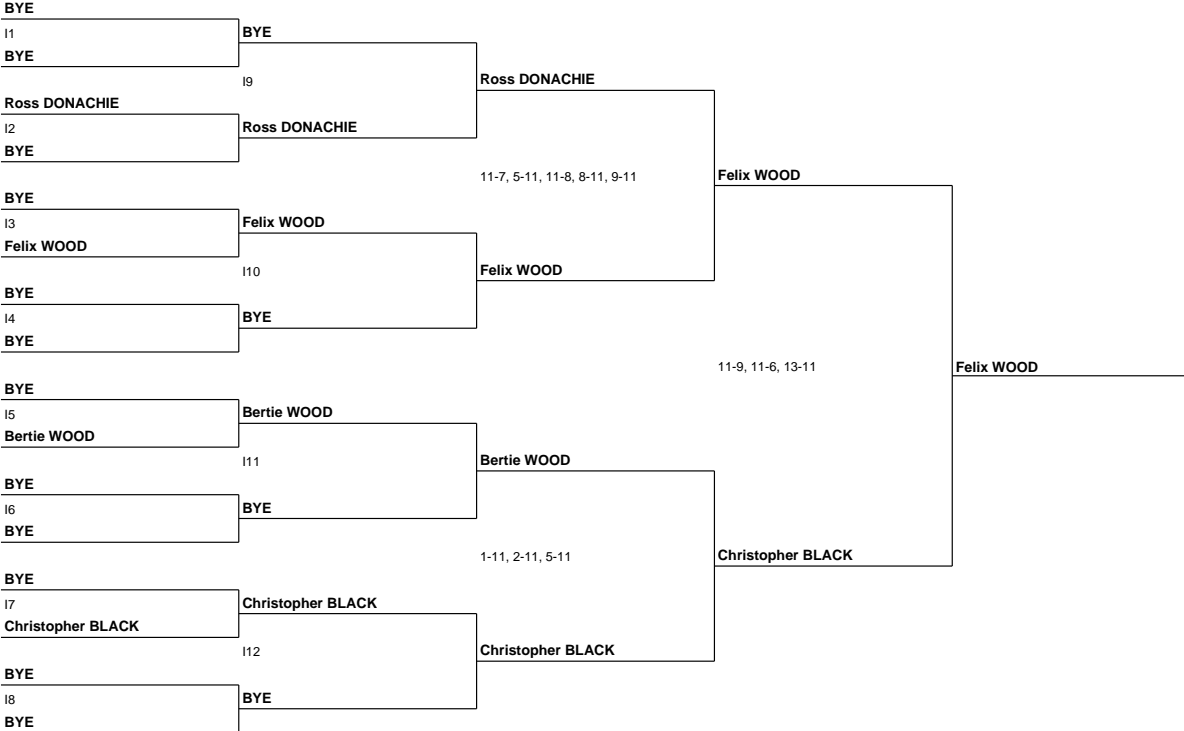 BYE
I1
BYE
BYE
I9
Ross DONACHIE
Ross DONACHIE
I2
Ross DONACHIE
BYE
11-7, 5-11, 11-8, 8-11, 9-11
Felix WOOD
BYE
I3
Felix WOOD
Felix WOOD
I10
Felix WOOD
BYE
I4
BYE
BYE
11-9, 11-6, 13-11
Felix WOOD
BYE
I5
Bertie WOOD
Bertie WOOD
I11
Bertie WOOD
BYE
I6
BYE
BYE
1-11, 2-11, 5-11
Christopher BLACK
BYE
I7
Christopher BLACK
Christopher BLACK
I12
Christopher BLACK
BYE
I8
BYE
BYE